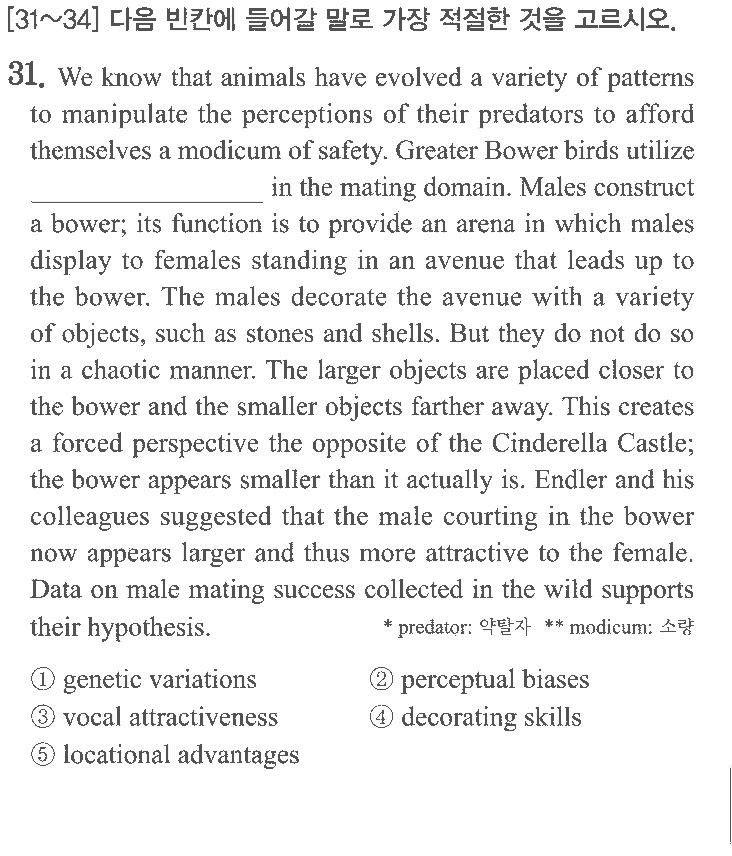 [31～34] 다음 빈칸에 들어갈 말로 가장 적절한 것을 고르시오.
31. We know that animals have evolved a variety of patterns
to manipulate the perceptions of their predators to afford
themselves a modicum of safety. Greater Bower birds utilize
________________ in the mating domain. Males construct
a bower; its function is to provide an arena in which males
display to females standing in an avenue that leads up to
the bower. The males decorate the avenue with a variety
of objects, such as stones and shells. But they do not do so
in a chaotic manner. The larger objects are placed closer to
the bower and the smaller objects farther away. This creates
a forced perspective the opposite of the Cinderella Castle;
the bower appears smaller than it actually is. Endler and his
colleagues suggested that the male courting in the bower
now appears larger and thus more attractive to the female.
Data on male mating success collected in the wild supports
their hypothesis. * predator: 약탈자 ** modicum: 소량
① genetic variations ② perceptual biases
③ vocal attractiveness ④ decorating skills
⑤ locational advantages